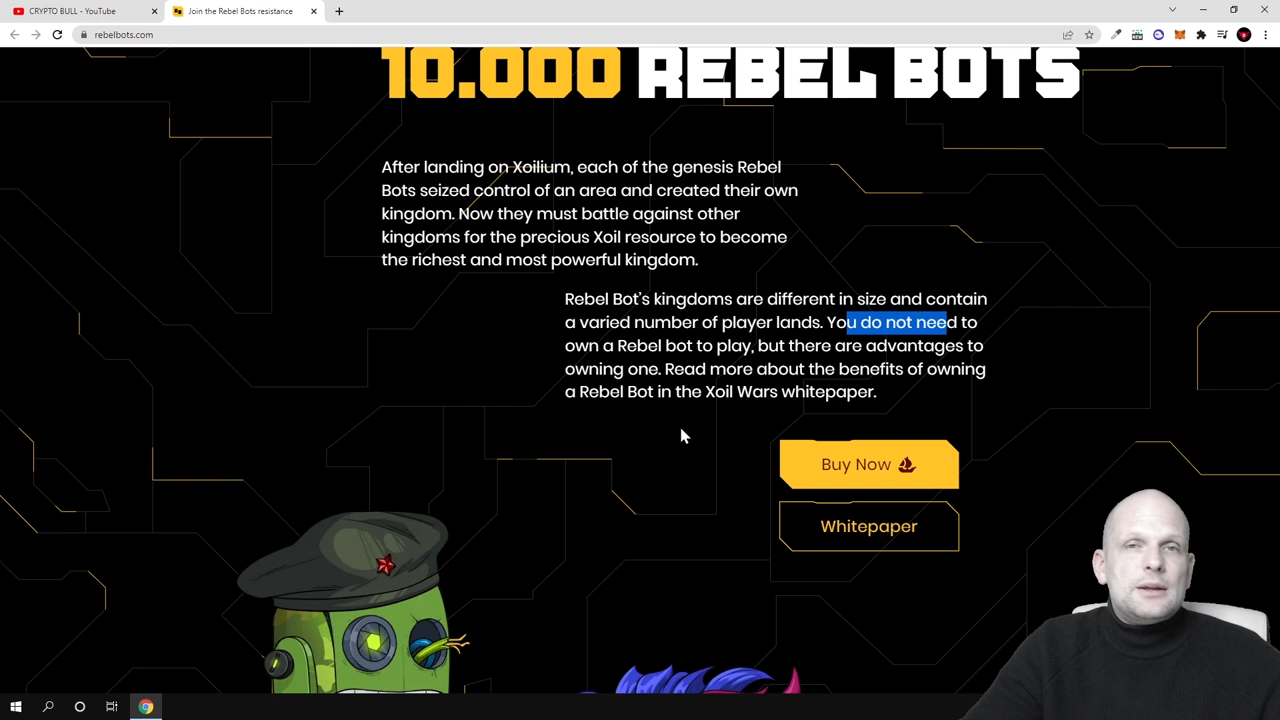 CRYPTO BULL - YouTube
Join the Rebel Bots resistance
rebelbots.com
10.000 REBEL BOTS
After landing on Xoilium, each of the genesis Rebel
Bots seized control of an area and created their own
kingdom. Now they must battle against other
kingdoms for the precious Xoil resource to become
the richest and most powerful kingdom.
Rebel Bot's kingdoms are different in size and contain
a varied number of player lands. You do not need to
own a Rebel bot to play, but there are advantages to
owning one. Read more about the benefits of owning
a Rebel Bot in the Xoil Wars whitepaper.
Buy Now
Whitepaper